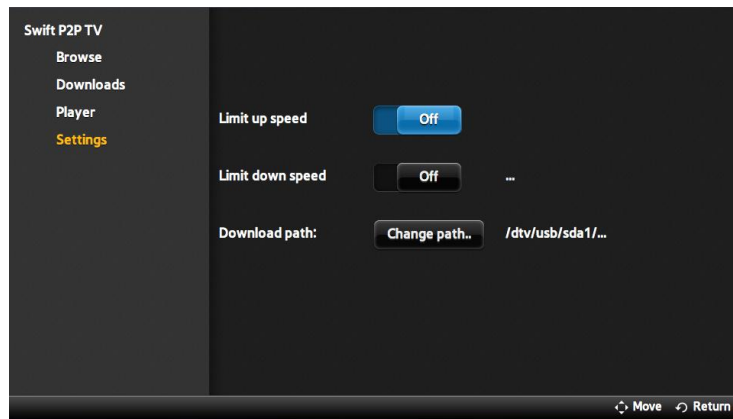 Swift P2P TV
Browse
Downloads
Player
Settings
Limit up speed Off
Limit down speed Off ...
Download path: Change path.. /dtv/usb/sda1/...
Move Return